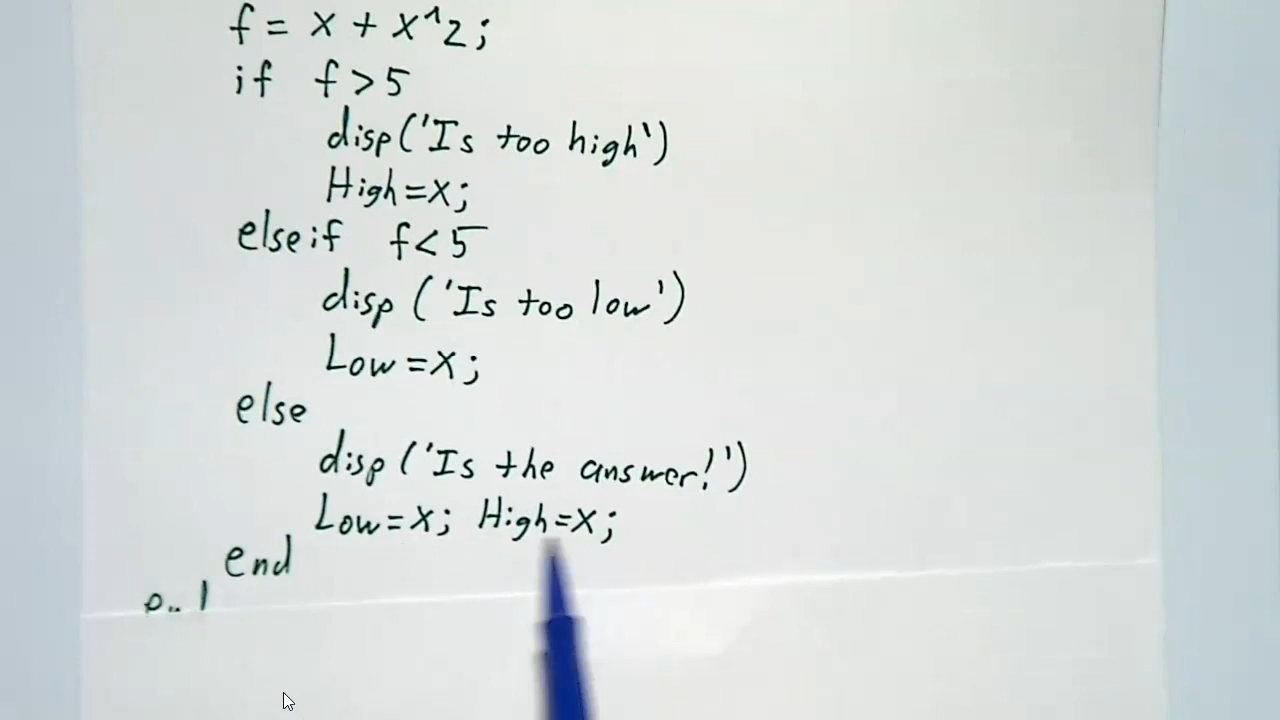 f = x + x^2;
if f>5
disp('Is too high')
High=x;
elseif f<5
disp ('Is too low')
Low=x;
else
disp ('Is the answer!')
Low=x; High=x;
end